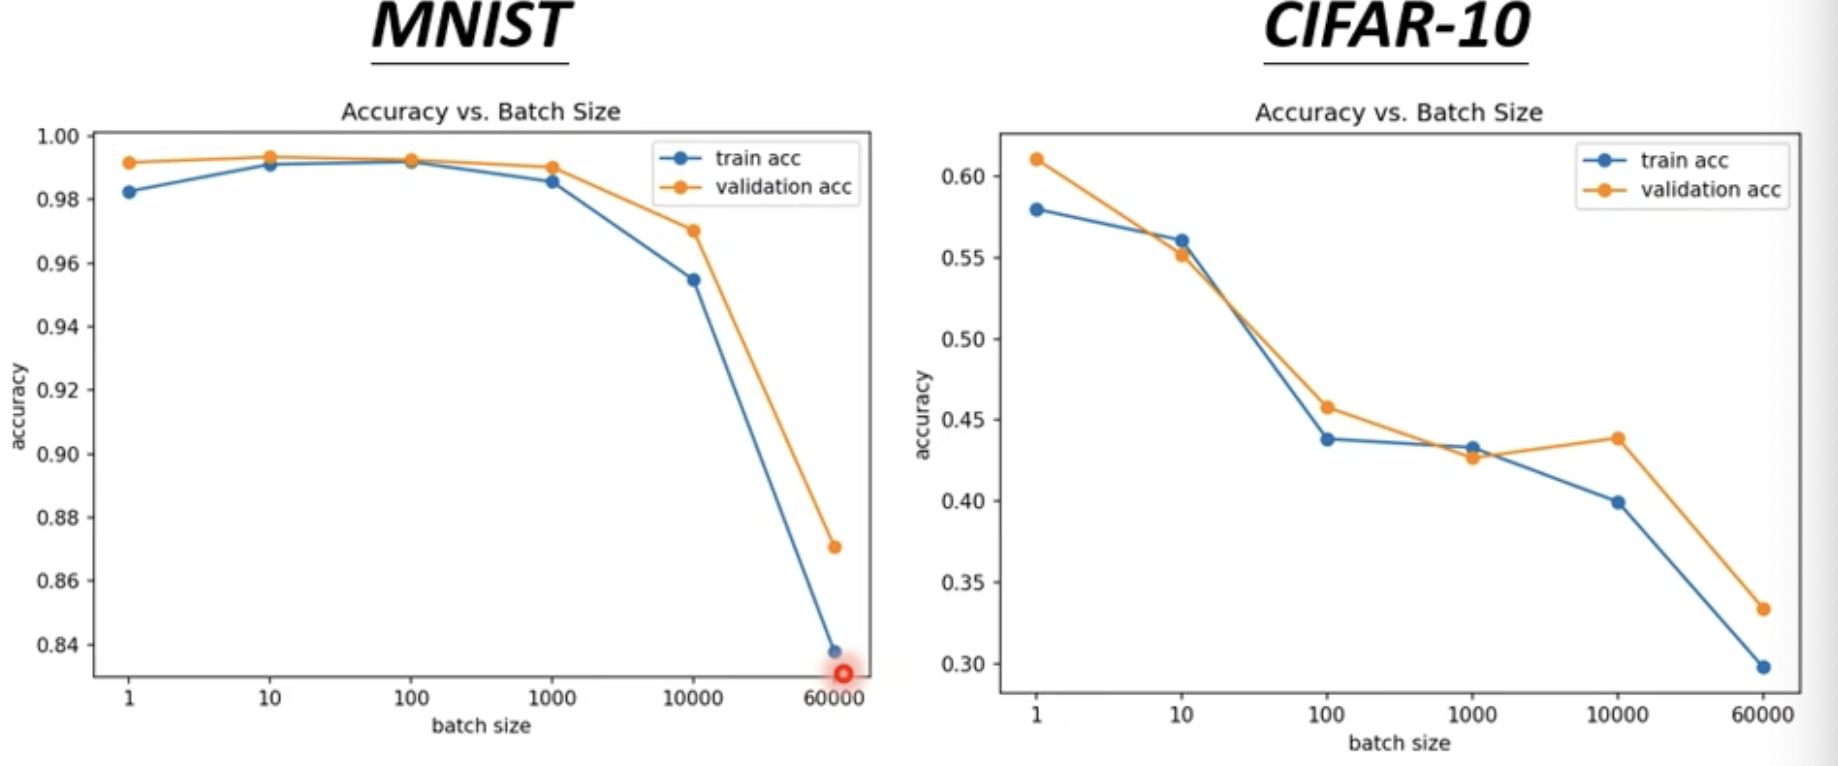 MNIST
Accuracy vs. Batch Size
train acc
validation acc
1.00
0.98
0.96
0.94
0.92
0.90
0.88
0.86
0.84
accuracy
1 10 100 1000 10000 60000
batch size
CIFAR-10
Accuracy vs. Batch Size
train acc
validation acc
0.60
0.55
0.50
0.45
0.40
0.35
0.30
accuracy
1 10 100 1000 10000 60000
batch size